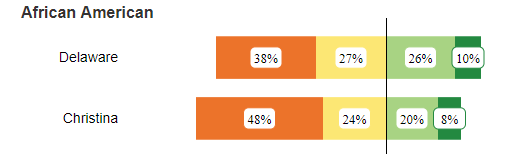 African American
Delaware 38% 27% 26% 10%
Christina 48% 24% 20% 8%